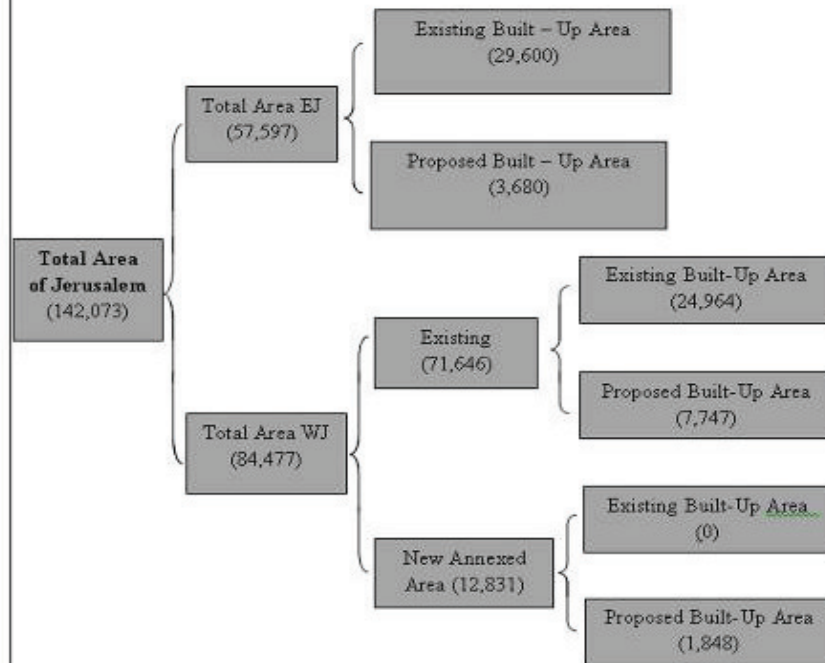 Existing Built – Up Area
(29,600)
Total Area EJ
(57,597)
Proposed Built – Up Area
(3,680)
Total Area
of Jerusalem
(142,073)
Existing Built-Up Area
(24,964)
Existing
(71,646)
Proposed Built-Up Area
(7,747)
Total Area WJ
(84,477)
Existing Built-Up Area
(0)
New Annexed
Area (12,831)
Proposed Built-Up Area
(1,848)